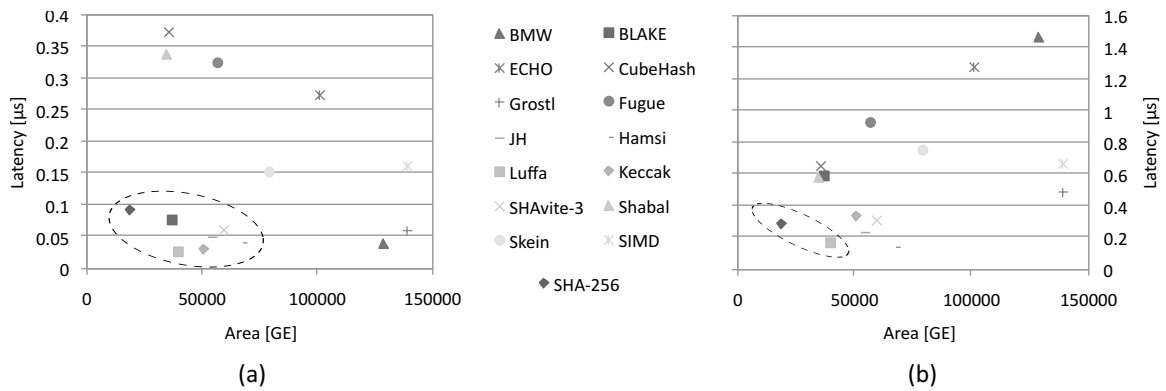 0.4
0.35
0.3
0.25
0.2
0.15
0.1
0.05
0
Latency [µs]
0 50000 100000 150000
Area [GE]
(a)
BMW BLAKE
ECHO CubeHash
Grostl Fugue
JH Hamsi
Luffa Keccak
SHAvite-3 Shabal
Skein SIMD
SHA-256
1.6
1.4
1.2
1
0.8
0.6
0.4
0.2
0
Latency [µs]
0 50000 100000 150000
Area [GE]
(b)